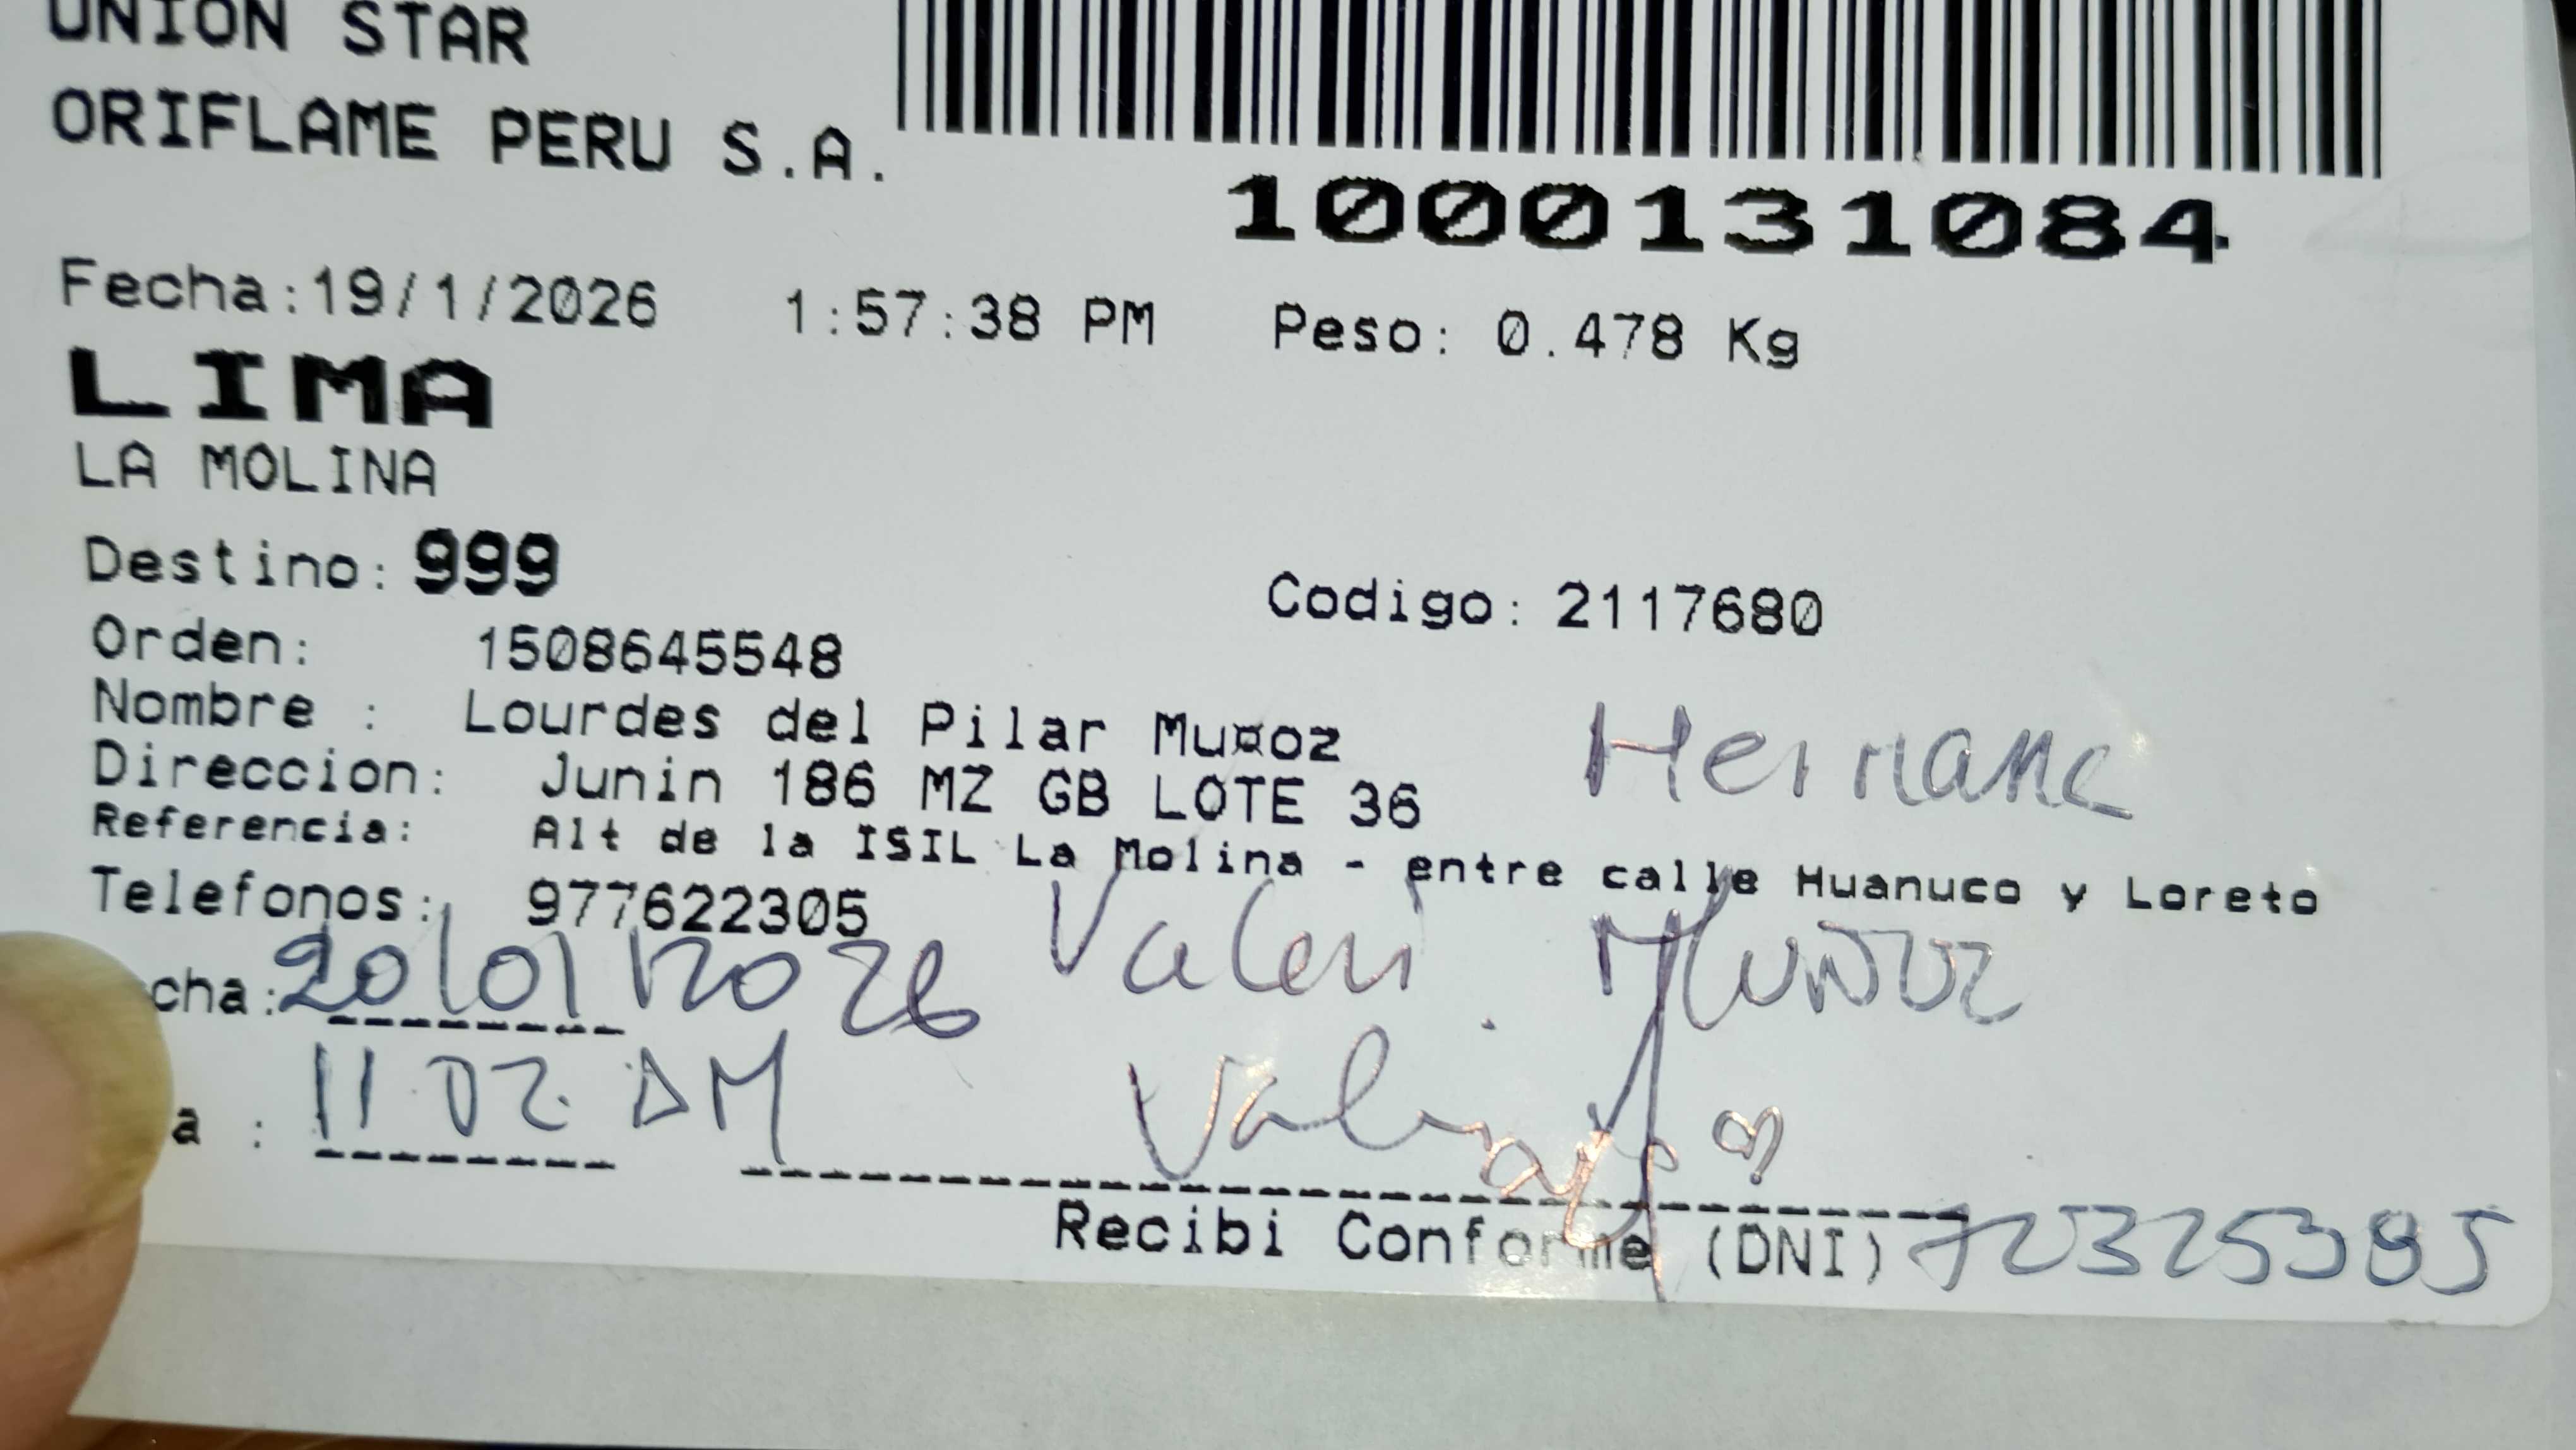 UNION STAR
ORIFLAME PERU S.A.
1000131084
Fecha:19/1/2026 1:57:38 PM Peso: 0.478 Kg
LIMA
LA MOLINA
Destino: 999
Codigo: 2117680
Orden: 1508645548
Nombre : Lourdes del Pilar Mu¤oz
Hermana
Direccion: Junin 186 MZ GB LOTE 36
Referencia: Alt de la ISIL La Molina - entre calle Huanuco y Loreto
Telefonos: 977622305
Valeri Muñoz
cha: 20/01/2026
a : 11 02 AM
Recibi Conforme (DNI) 72325385